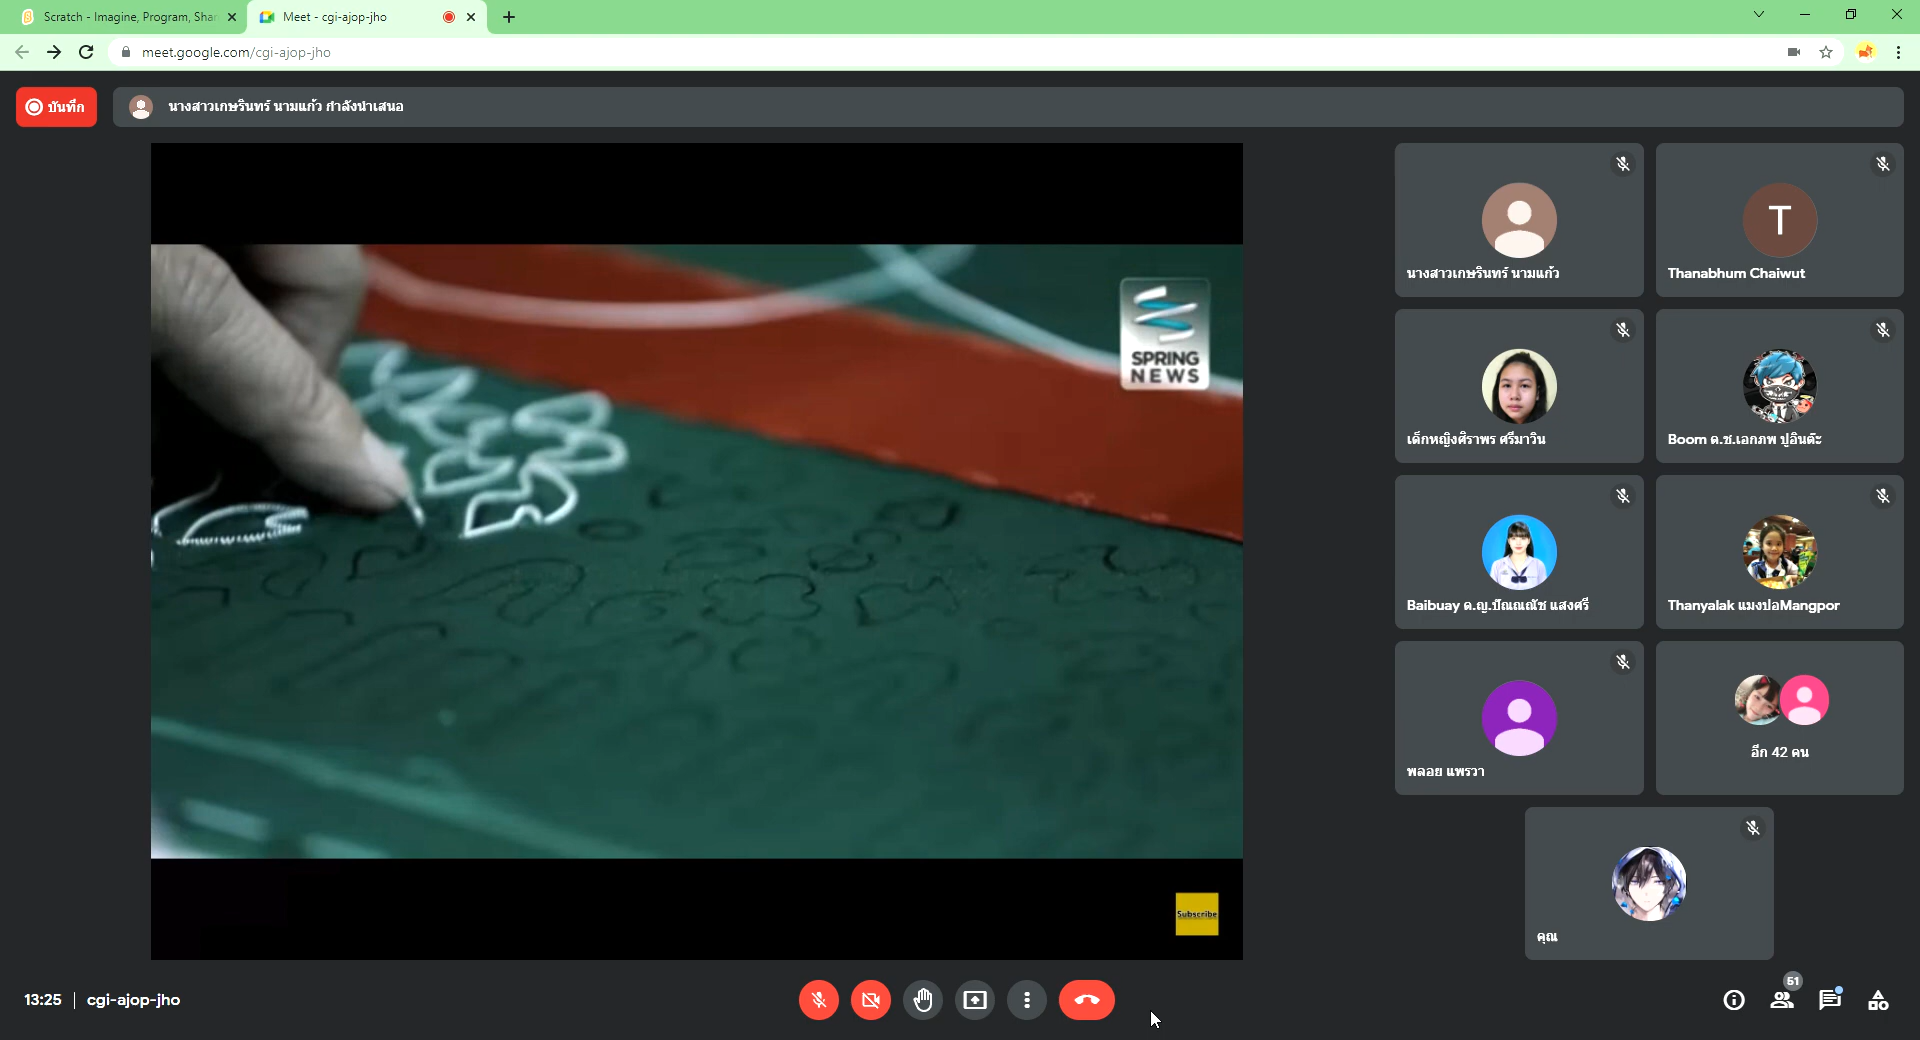 Scratch - Imagine, Program, Shar
Meet - cgi-ajop-jho
meet.google.com/cgi-ajop-jho
บันทึก
นางสาวเกษรินทร์ นามแก้ว กำลังนำเสนอ
SPRING
NEWS
Subscribe
นางสาวเกษรินทร์ นามแก้ว
T
Thanabhum Chaiwut
เด็กหญิงศิราพร ศรีมาวิน
Boom ด.ช.เอกภพ ปูอินต๊ะ
Baibuay ด.ญ.ปัณณณัช แสงศรี
Thanyalak แมงปอMangpor
พลอย แพรวา
อีก 42 คน
คุณ
13:25 | cgi-ajop-jho
51